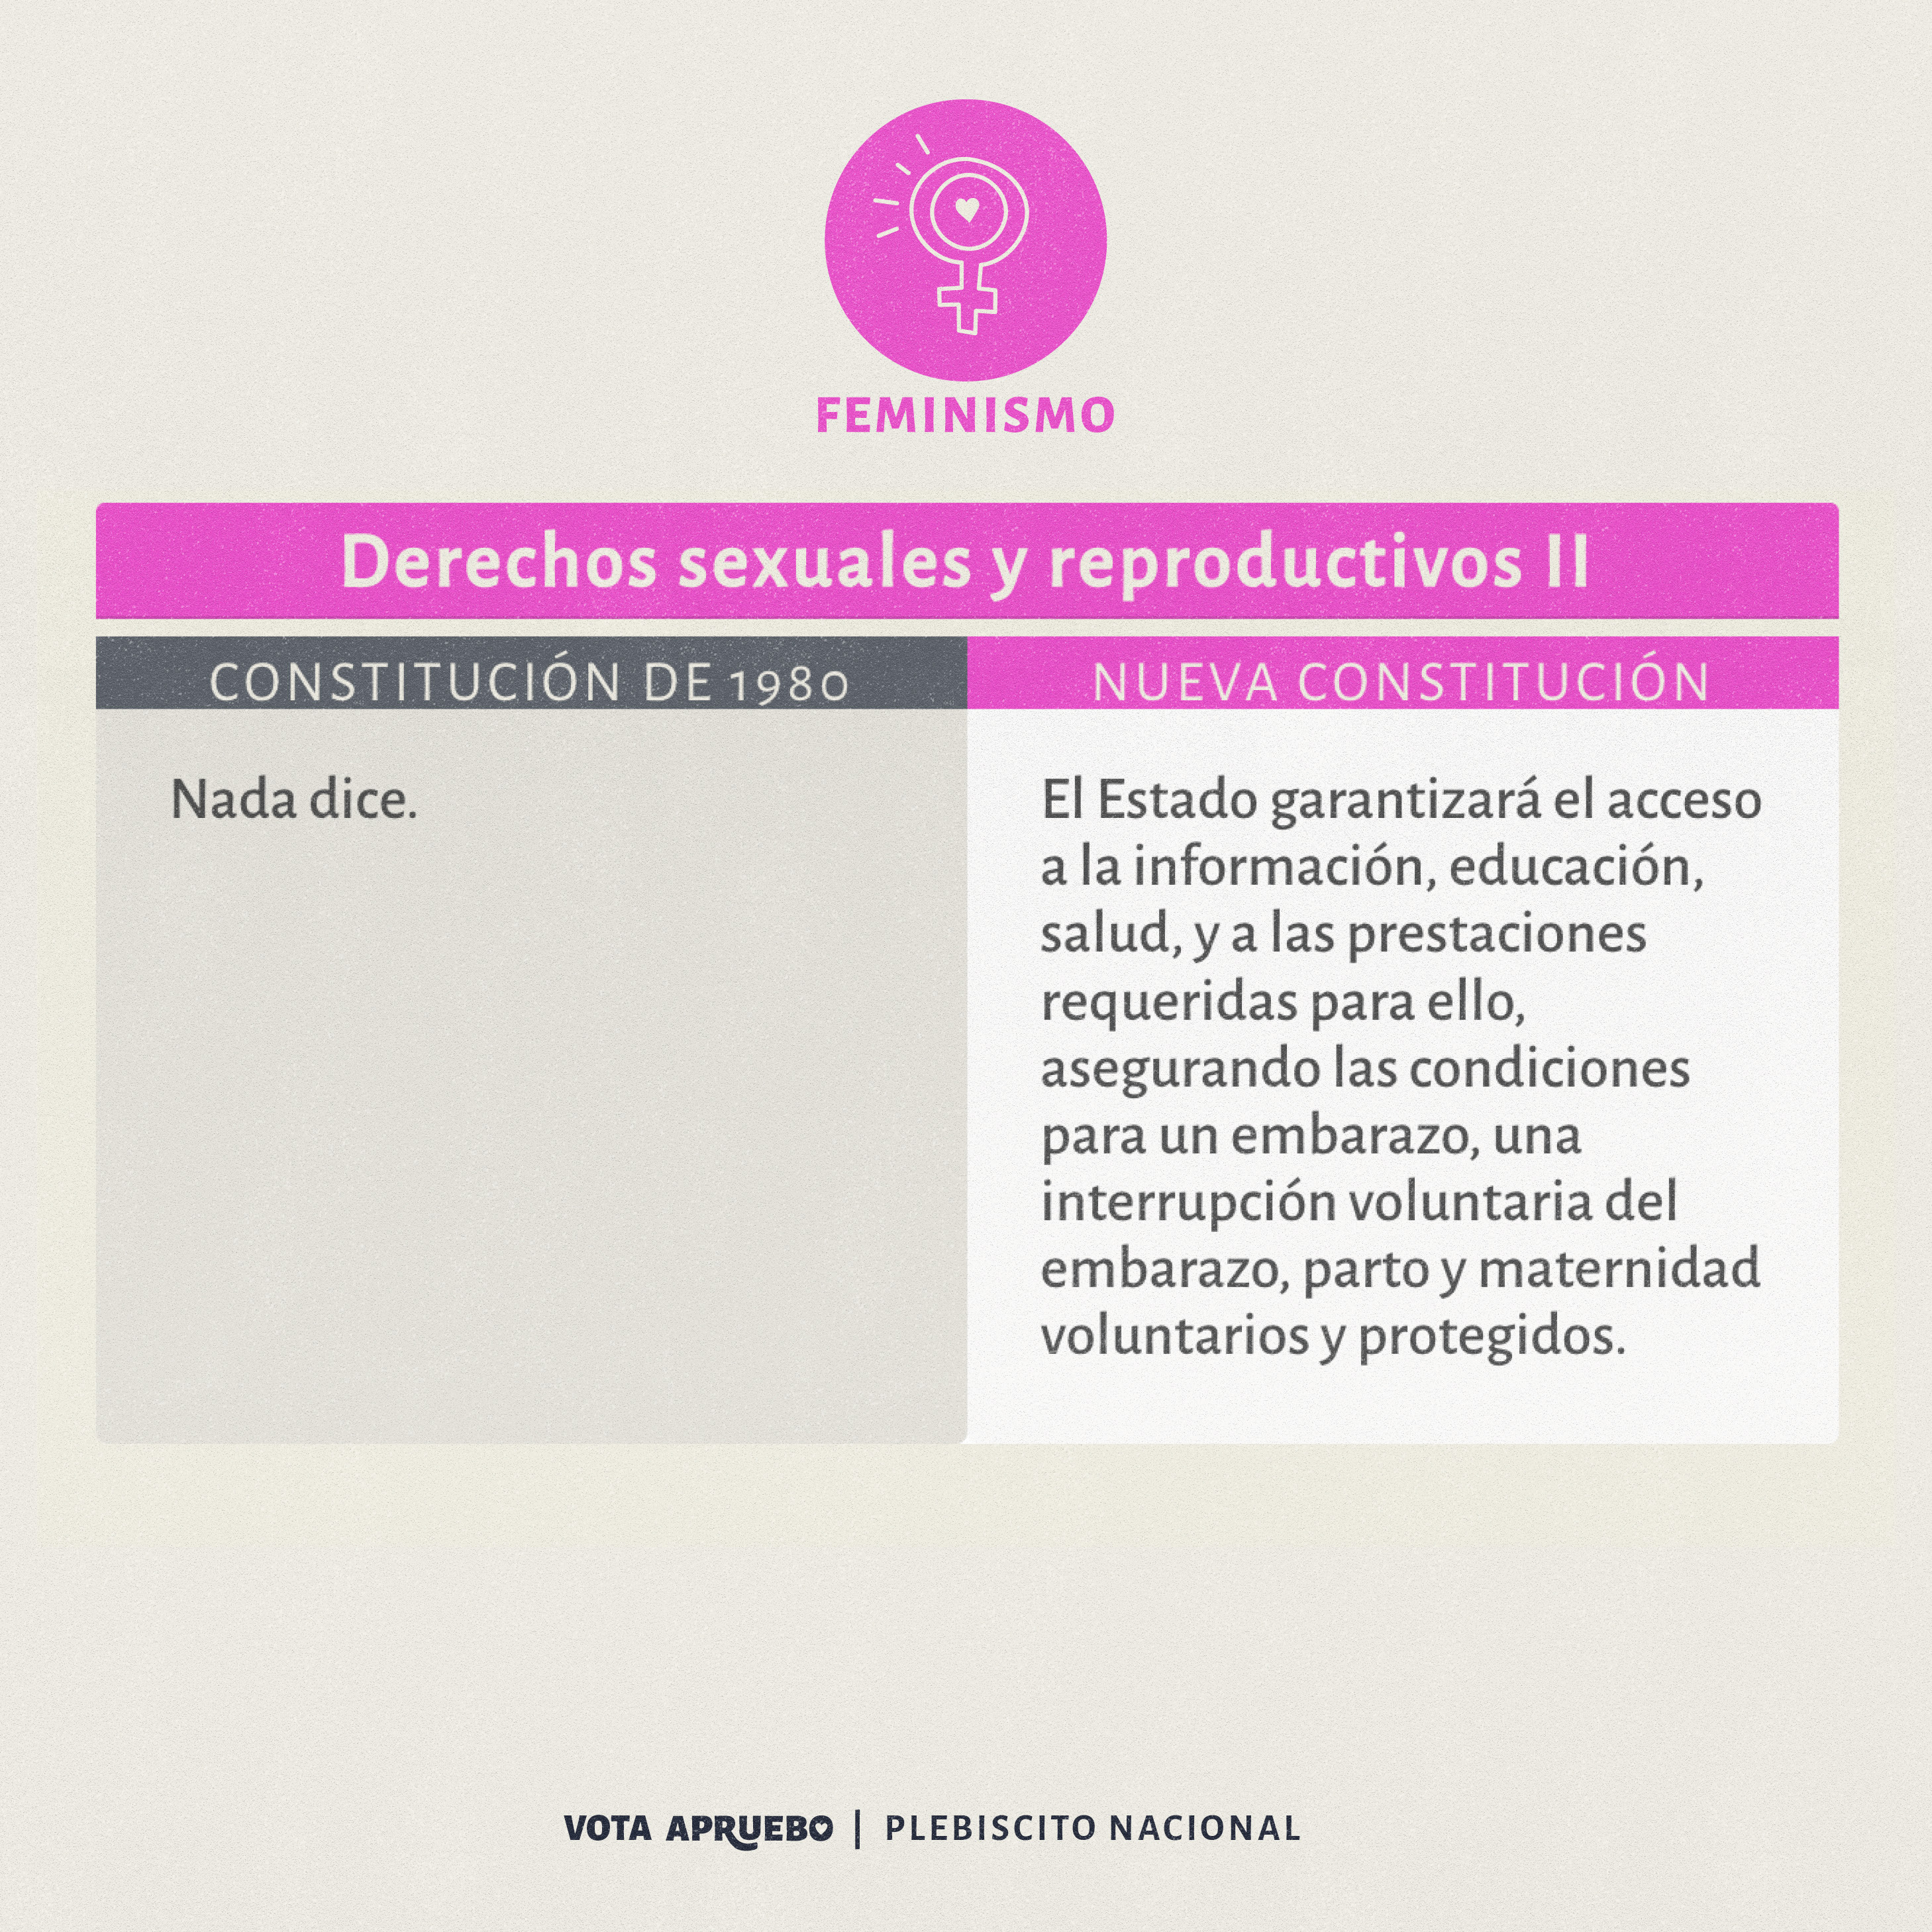 FEMINISMO
Derechos sexuales y reproductivos II
CONSTITUCIÓN DE 1980
Nada dice.
NUEVA CONSTITUCIÓN
El Estado garantizará el acceso
a la información, educación,
salud, y a las prestaciones
requeridas para ello,
asegurando las condiciones
para un embarazo, una
interrupción voluntaria del
embarazo, parto y maternidad
voluntarios y protegidos.
VOTA APRUEBO | PLEBISCITO NACIONAL